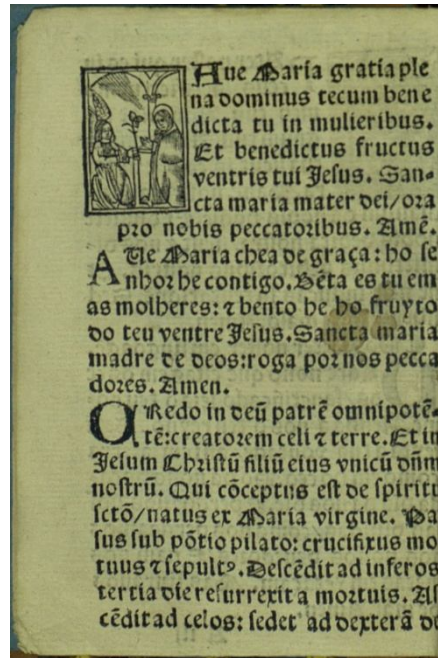 Aue Maria gratia ple
na dominus tecum bene
dicta tu in mulieribus.
Et benedictus fructus
ventris tui Jesus. San-
cta maria mater dei/ora
pro nobis peccatoribus. Amē.
AUe Maria chea de graça: ho se
nhor he contigo. Bēta es tu em
as molheres: ⁊ bento he ho fruyto
do teu ventre Jesus. Sancta maria
madre de deos: roga por nos pecca
dores. Amen.
CRedo in deū patrē omnipotē-
tē: creatorem celi ⁊ terre. Et in
Jesum Christū filiū eius vnicū dn̄m
nostrū. Qui cōceptus est de spiritu
sctō/natus ex Maria virgine. Pa
sus sub pōtio pilato: crucifixus mo
tuus ⁊ sepultꝰ. Descēdit ad inferos
tertia die resurrexit a mortuis. As
cēdit ad celos: sedet ad dexterā de